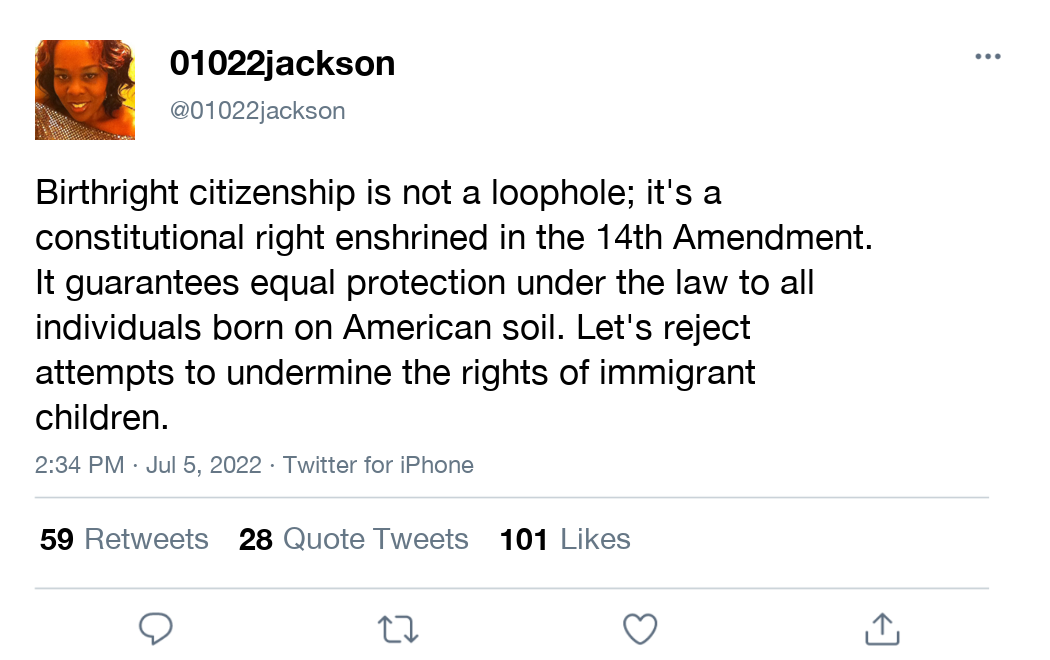 01022jackson
@01022jackson
Birthright citizenship is not a loophole; it's a
constitutional right enshrined in the 14th Amendment.
It guarantees equal protection under the law to all
individuals born on American soil. Let's reject
attempts to undermine the rights of immigrant
children.
2:34 PM · Jul 5, 2022 · Twitter for iPhone
59 Retweets 28 Quote Tweets 101 Likes